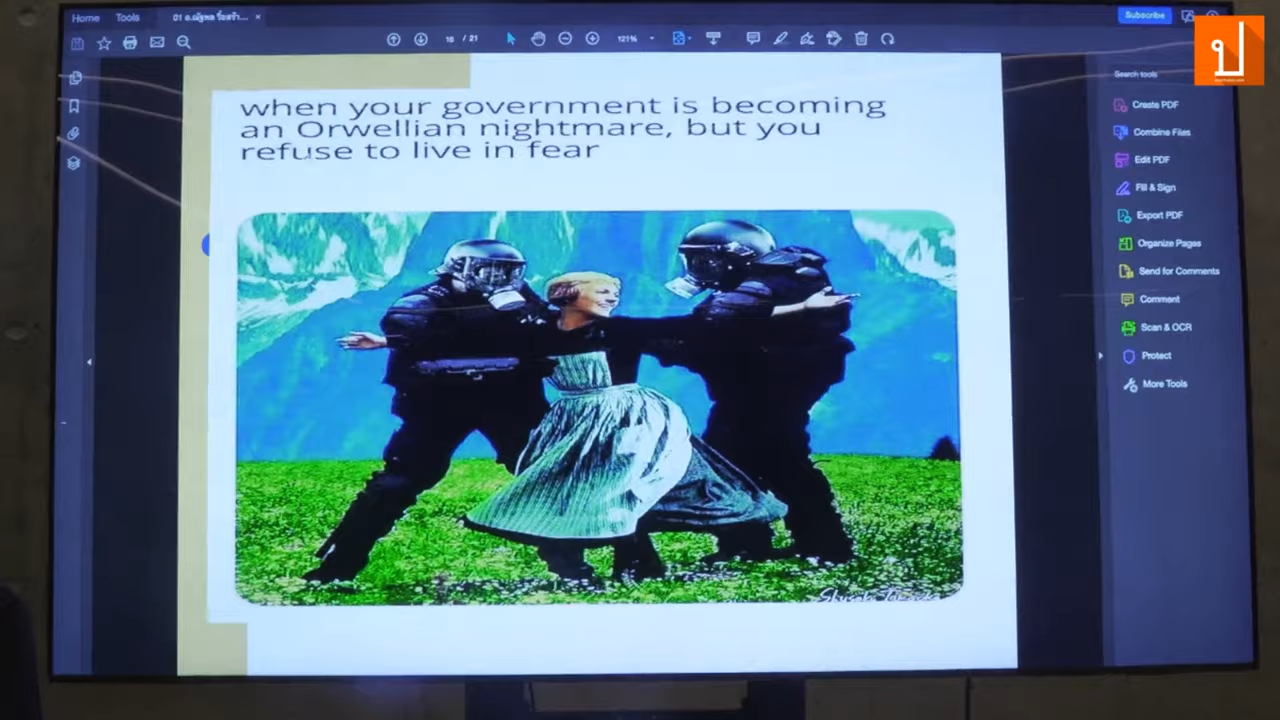 Home Tools
Subscribe
/ 21
121%
Search tools
when your government is becoming
an Orwellian nightmare, but you
refuse to live in fear
Create PDF
Combine Files
Edit PDF
Fill & Sign
Export PDF
Organize Pages
Send for Comments
Comment
Scan & OCR
Protect
More Tools